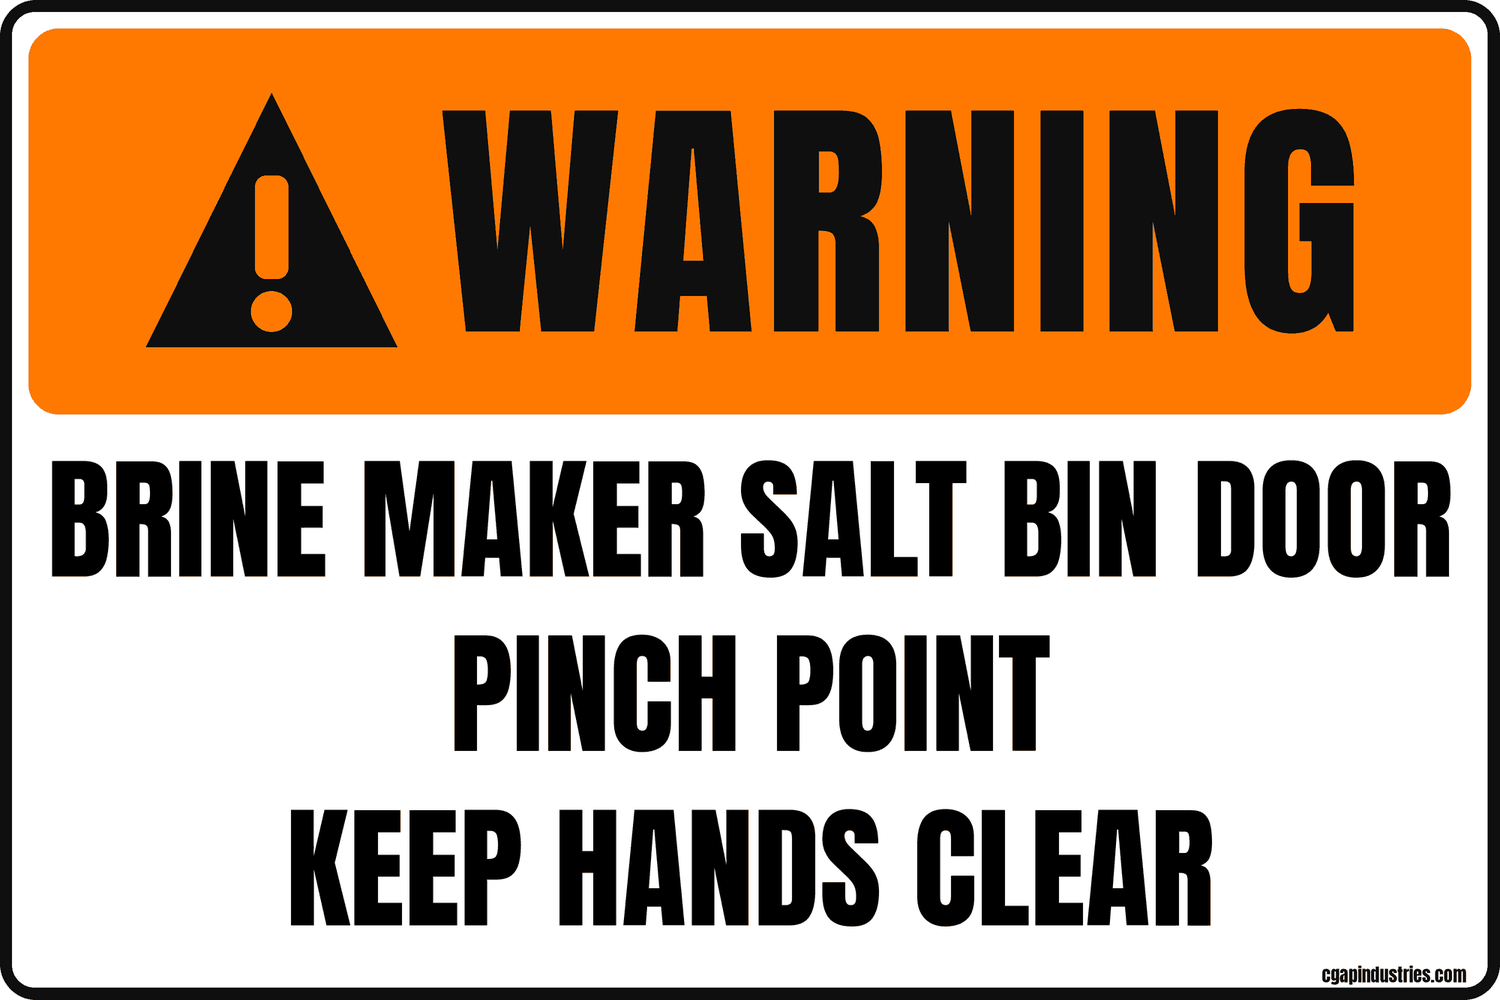 WARNING
BRINE MAKER SALT BIN DOOR
PINCH POINT
KEEP HANDS CLEAR
cgapindustries.com